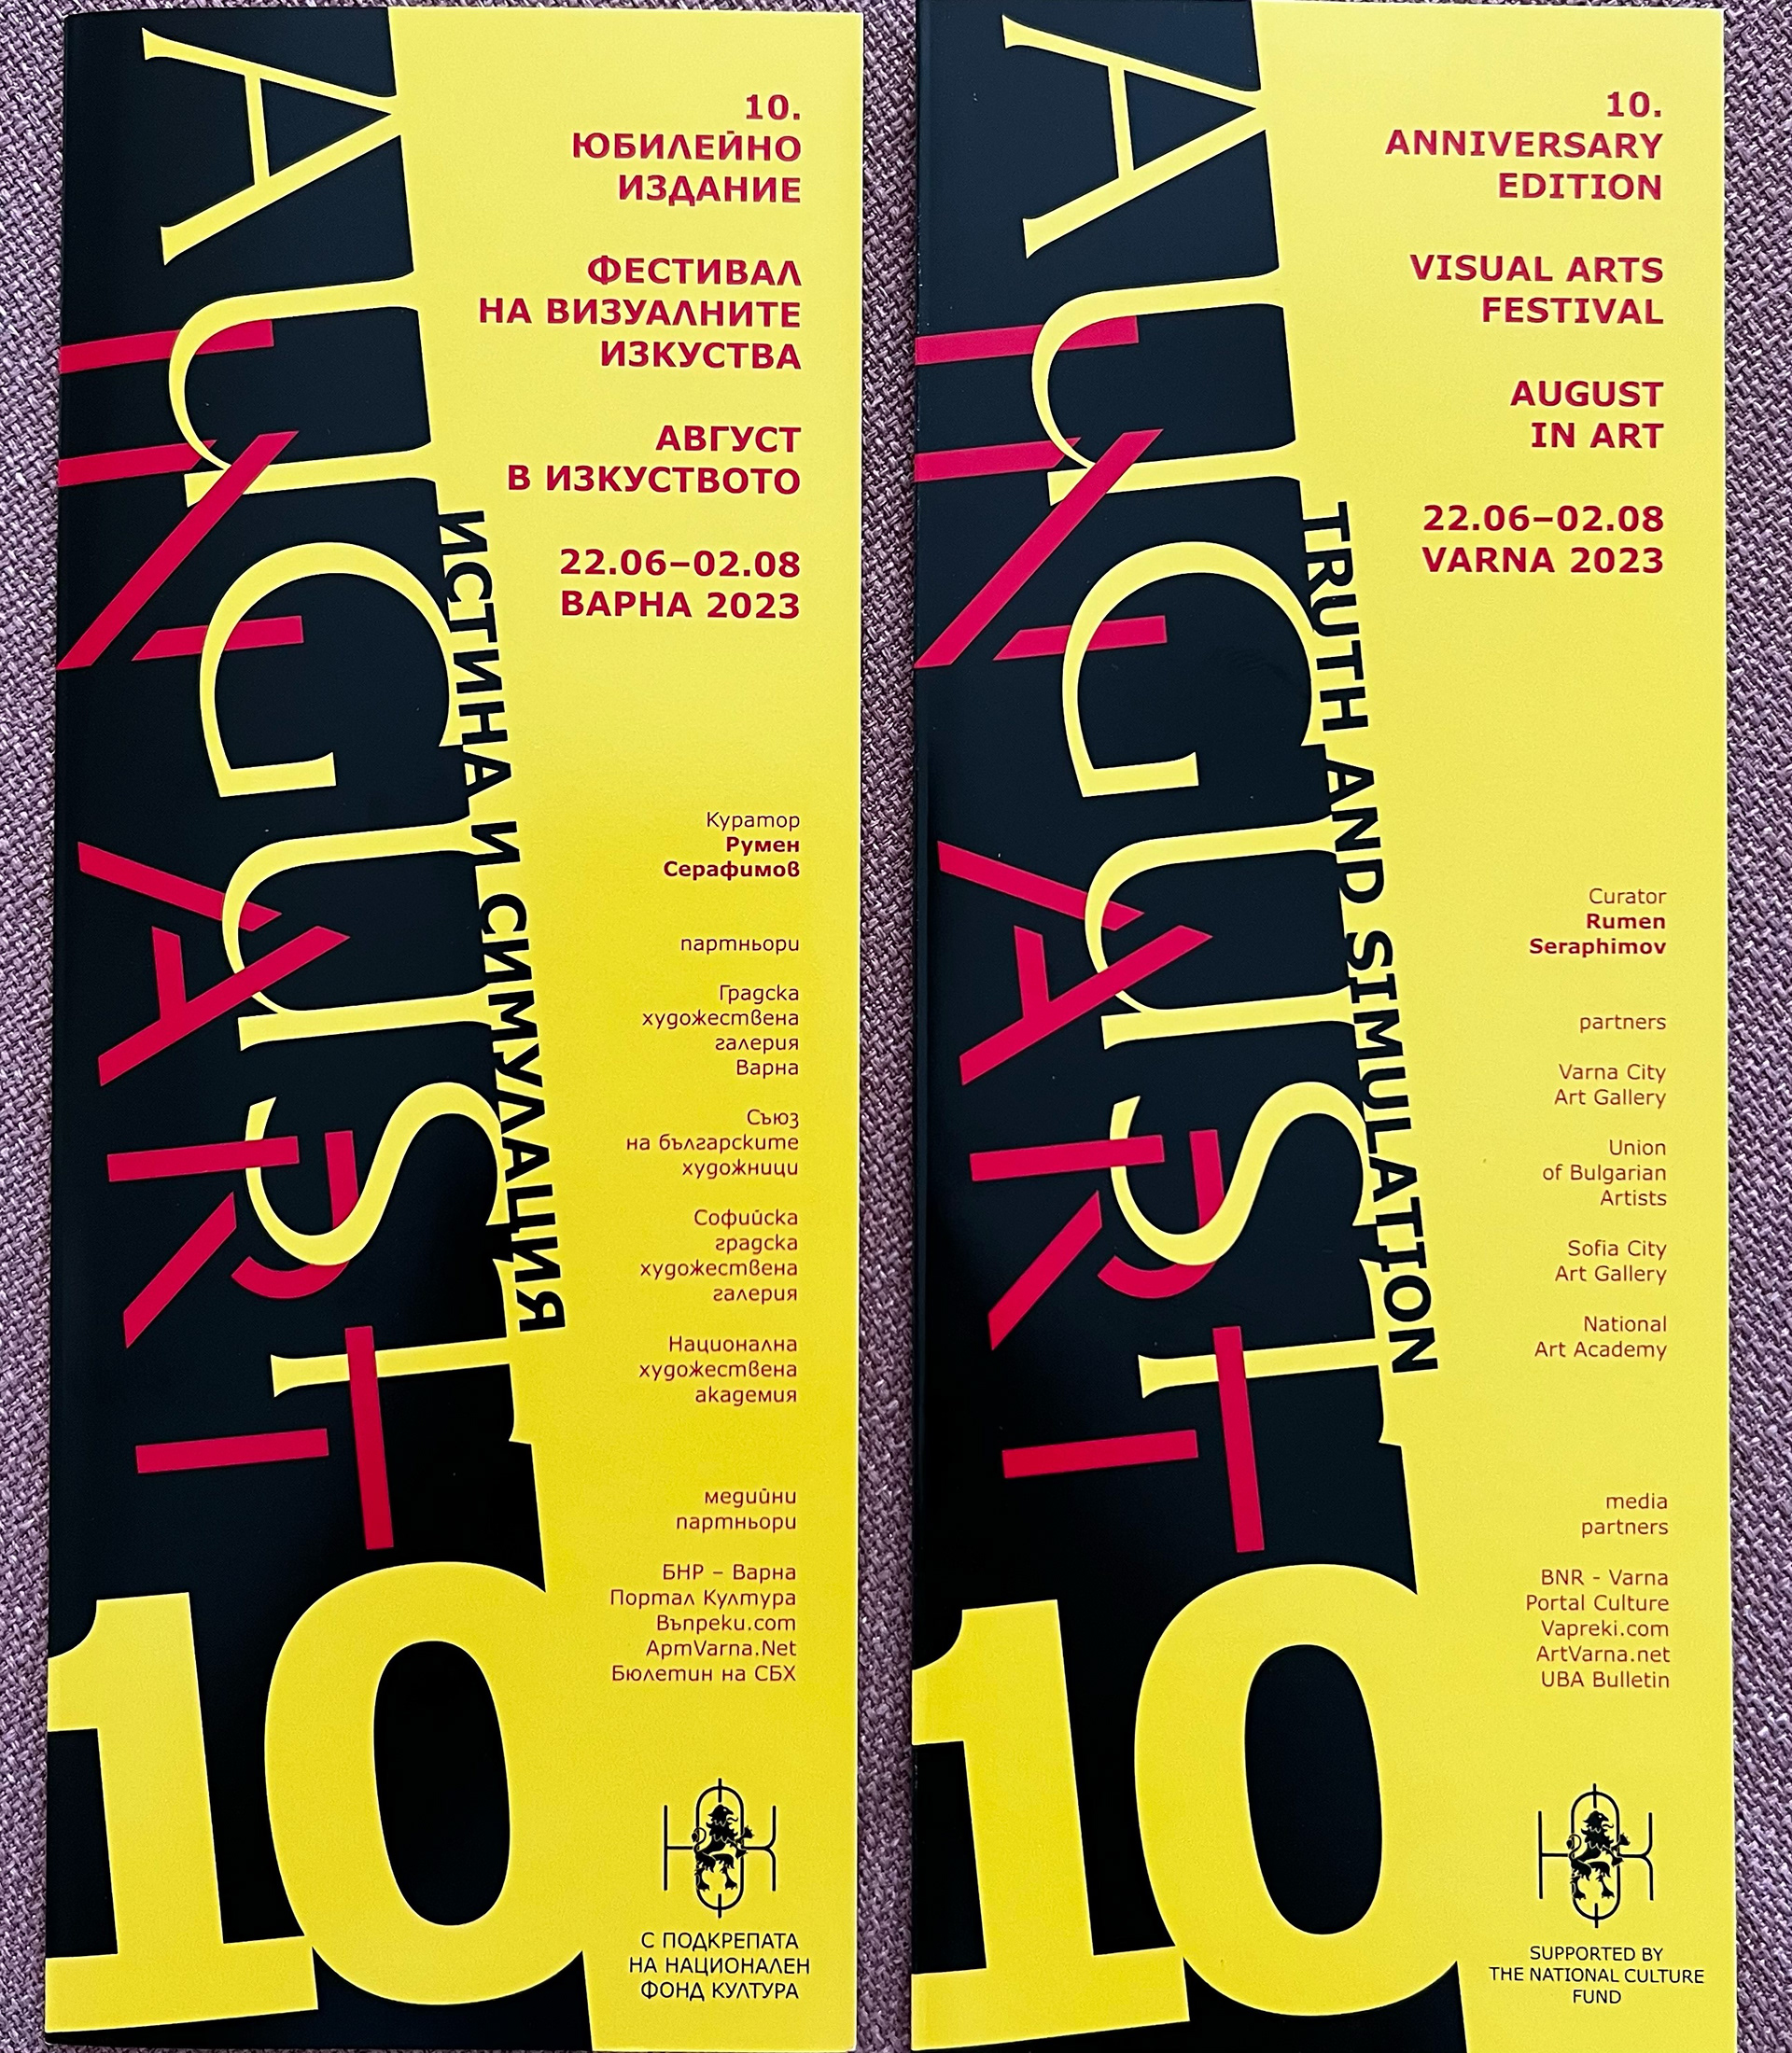 AUGUST
IN ART
10
ИСТИНА И СИМУЛАЦИЯ
10.
ЮБИЛЕЙНО
ИЗДАНИЕ
ФЕСТИВАЛ
НА ВИЗУАЛНИТЕ
ИЗКУСТВА
АВГУСТ
В ИЗКУСТВОТО
22.06–02.08
ВАРНА 2023
Куратор
Румен
Серафимов
партньори
Градска
художествена
галерия
Варна
Съюз
на българските
художници
Софийска
градска
художествена
галерия
Национална
художествена
академия
медийни
партньори
БНР – Варна
Портал Култура
Въпреки.com
АртVarna.Net
Бюлетин на СБХ
С ПОДКРЕПАТА
НА НАЦИОНАЛЕН
ФОНД КУЛТУРА
AUGUST
IN ART
10
TRUTH AND SIMULATION
10.
ANNIVERSARY
EDITION
VISUAL ARTS
FESTIVAL
AUGUST
IN ART
22.06–02.08
VARNA 2023
Curator
Rumen
Seraphimov
partners
Varna City
Art Gallery
Union
of Bulgarian
Artists
Sofia City
Art Gallery
National
Art Academy
media
partners
BNR - Varna
Portal Culture
Vapreki.com
ArtVarna.net
UBA Bulletin
SUPPORTED BY
THE NATIONAL CULTURE
FUND